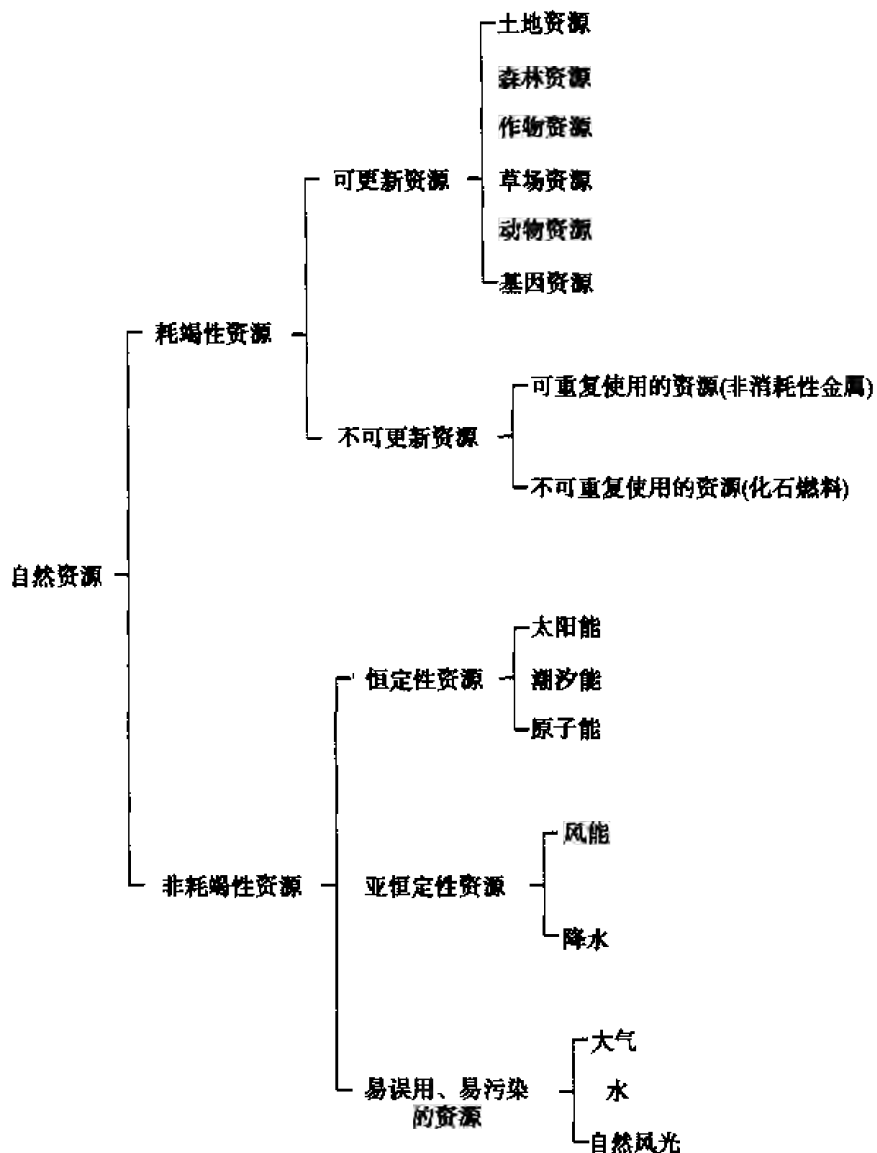 土地资源
森林资源
作物资源
可更新资源
草场资源
动物资源
基因资源
耗竭性资源
可重复使用的资源(非消耗性金属)
不可更新资源
不可重复使用的资源(化石燃料)
自然资源
太阳能
恒定性资源
潮汐能
原子能
风能
非耗竭性资源
亚恒定性资源
降水
大气
易误用、易污染
的资源
水
自然风光